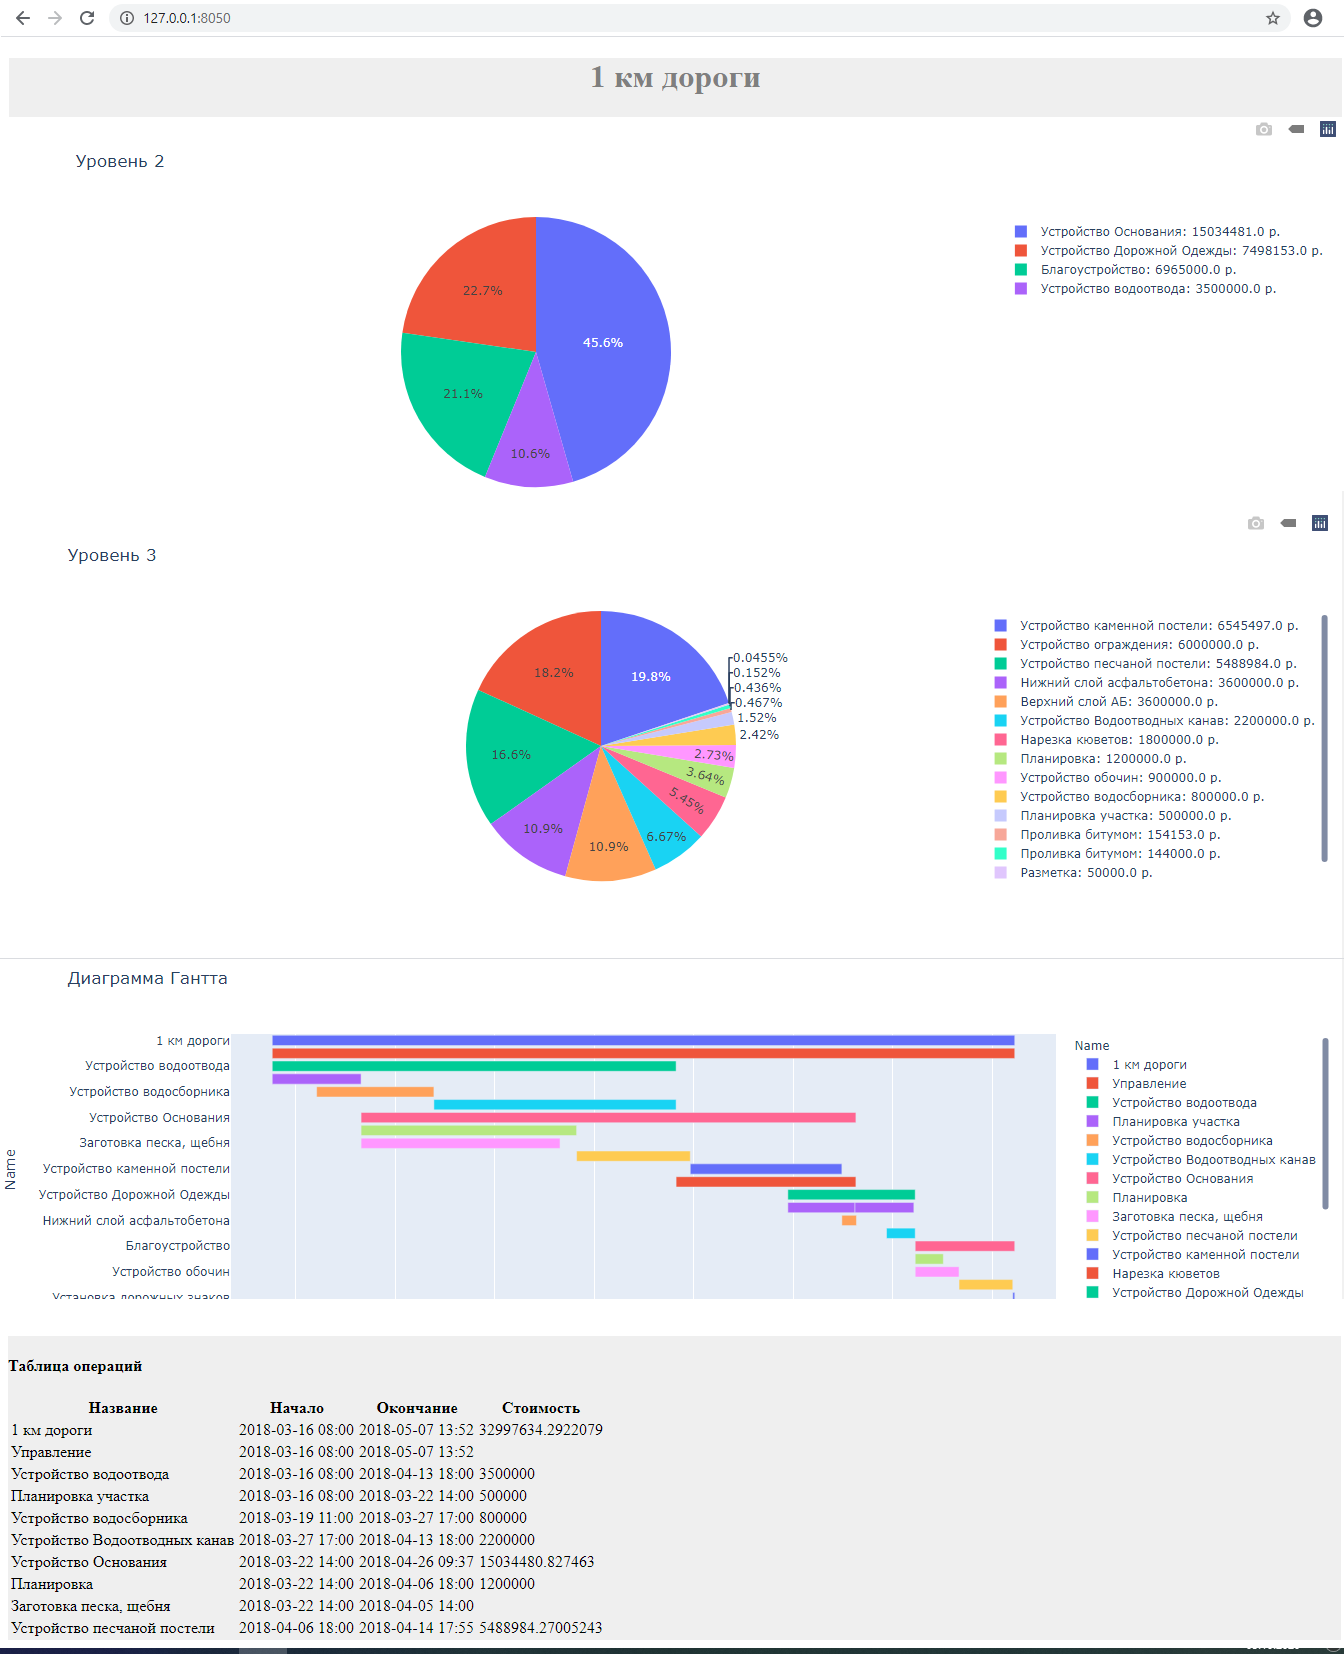 127.0.0.1:8050
1 км дороги
Уровень 2
22.7%
45.6%
21.1%
10.6%
Устройство Основания: 15034481.0 р.
Устройство Дорожной Одежды: 7498153.0 р.
Благоустройство: 6965000.0 р.
Устройство водоотвода: 3500000.0 р.
Уровень 3
18.2%
19.8%
16.6%
10.9%
10.9%
6.67%
5.45%
3.64%
2.73%
0.0455%
0.152%
0.436%
0.467%
1.52%
2.42%
Устройство каменной постели: 6545497.0 р.
Устройство ограждения: 6000000.0 р.
Устройство песчаной постели: 5488984.0 р.
Нижний слой асфальтобетона: 3600000.0 р.
Верхний слой АБ: 3600000.0 р.
Устройство Водоотводных канав: 2200000.0 р.
Нарезка кюветов: 1800000.0 р.
Планировка: 1200000.0 р.
Устройство обочин: 900000.0 р.
Устройство водосборника: 800000.0 р.
Планировка участка: 500000.0 р.
Проливка битумом: 154153.0 р.
Проливка битумом: 144000.0 р.
Разметка: 50000.0 р.
Диаграмма Гантта
Name
1 км дороги
Устройство водоотвода
Устройство водосборника
Устройство Основания
Заготовка песка, щебня
Устройство каменной постели
Устройство Дорожной Одежды
Нижний слой асфальтобетона
Благоустройство
Устройство обочин
Установка дорожных знаков
Name
1 км дороги
Управление
Устройство водоотвода
Планировка участка
Устройство водосборника
Устройство Водоотводных канав
Устройство Основания
Планировка
Заготовка песка, щебня
Устройство песчаной постели
Устройство каменной постели
Нарезка кюветов
Устройство Дорожной Одежды
Таблица операций
Название Начало Окончание Стоимость
1 км дороги 2018-03-16 08:00 2018-05-07 13:52 32997634.2922079
Управление 2018-03-16 08:00 2018-05-07 13:52
Устройство водоотвода 2018-03-16 08:00 2018-04-13 18:00 3500000
Планировка участка 2018-03-16 08:00 2018-03-22 14:00 500000
Устройство водосборника 2018-03-19 11:00 2018-03-27 17:00 800000
Устройство Водоотводных канав 2018-03-27 17:00 2018-04-13 18:00 2200000
Устройство Основания 2018-03-22 14:00 2018-04-26 09:37 15034480.827463
Планировка 2018-03-22 14:00 2018-04-06 18:00 1200000
Заготовка песка, щебня 2018-03-22 14:00 2018-04-05 14:00
Устройство песчаной постели 2018-04-06 18:00 2018-04-14 17:55 5488984.27005243